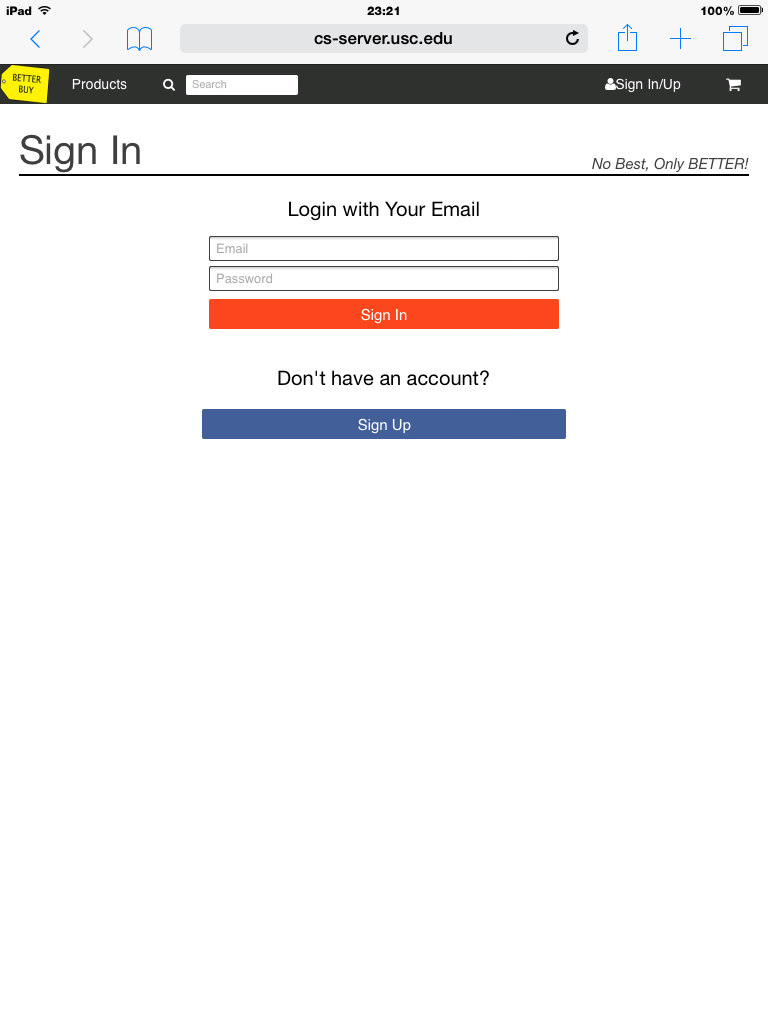 iPad 23:21 100%
cs-server.usc.edu
BETTER
BUY
Products Search Sign In/Up
Sign In
No Best, Only BETTER!
Login with Your Email
Email
Password
Sign In
Don't have an account?
Sign Up